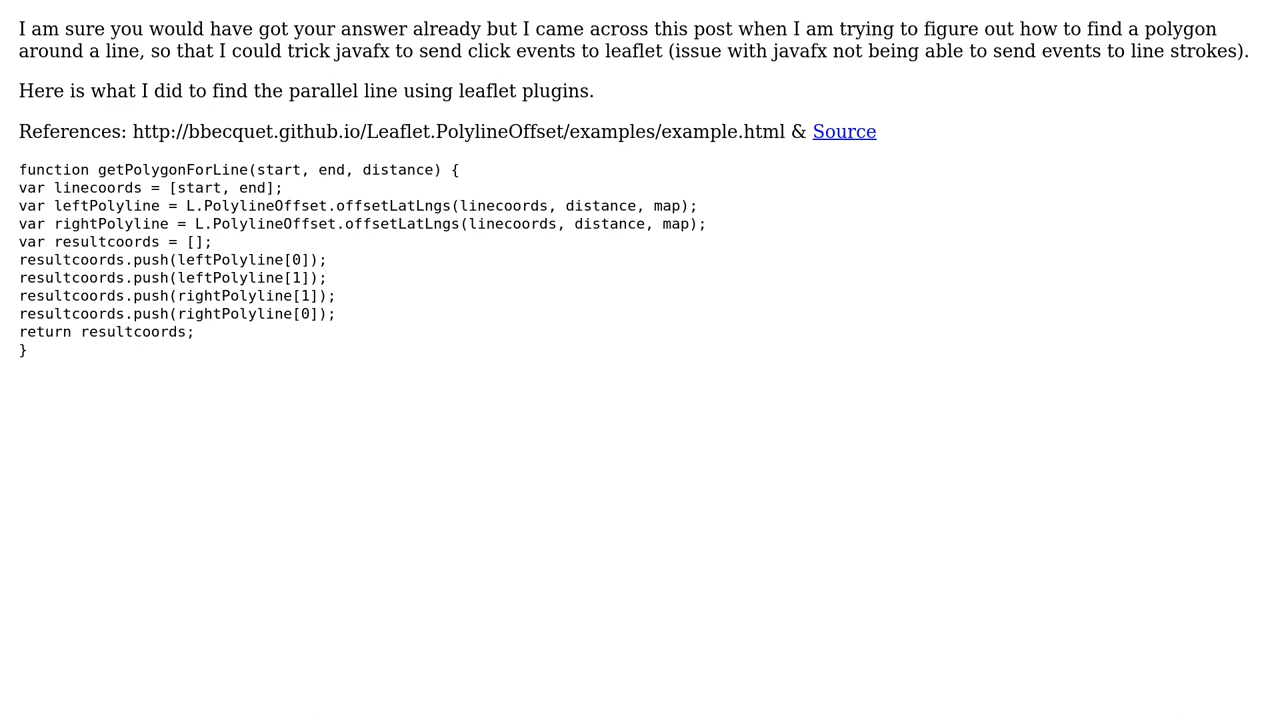 I am sure you would have got your answer already but I came across this post when I am trying to figure out how to find a polygon
around a line, so that I could trick javafx to send click events to leaflet (issue with javafx not being able to send events to line strokes).
Here is what I did to find the parallel line using leaflet plugins.
References: http://bbecquet.github.io/Leaflet.PolylineOffset/examples/example.html & Source
function getPolygonForLine(start, end, distance) {
var linecoords = [start, end];
var leftPolyline = L.PolylineOffset.offsetLatLngs(linecoords, distance, map);
var rightPolyline = L.PolylineOffset.offsetLatLngs(linecoords, distance, map);
var resultcoords = [];
resultcoords.push(leftPolyline[0]);
resultcoords.push(leftPolyline[1]);
resultcoords.push(rightPolyline[1]);
resultcoords.push(rightPolyline[0]);
return resultcoords;
}